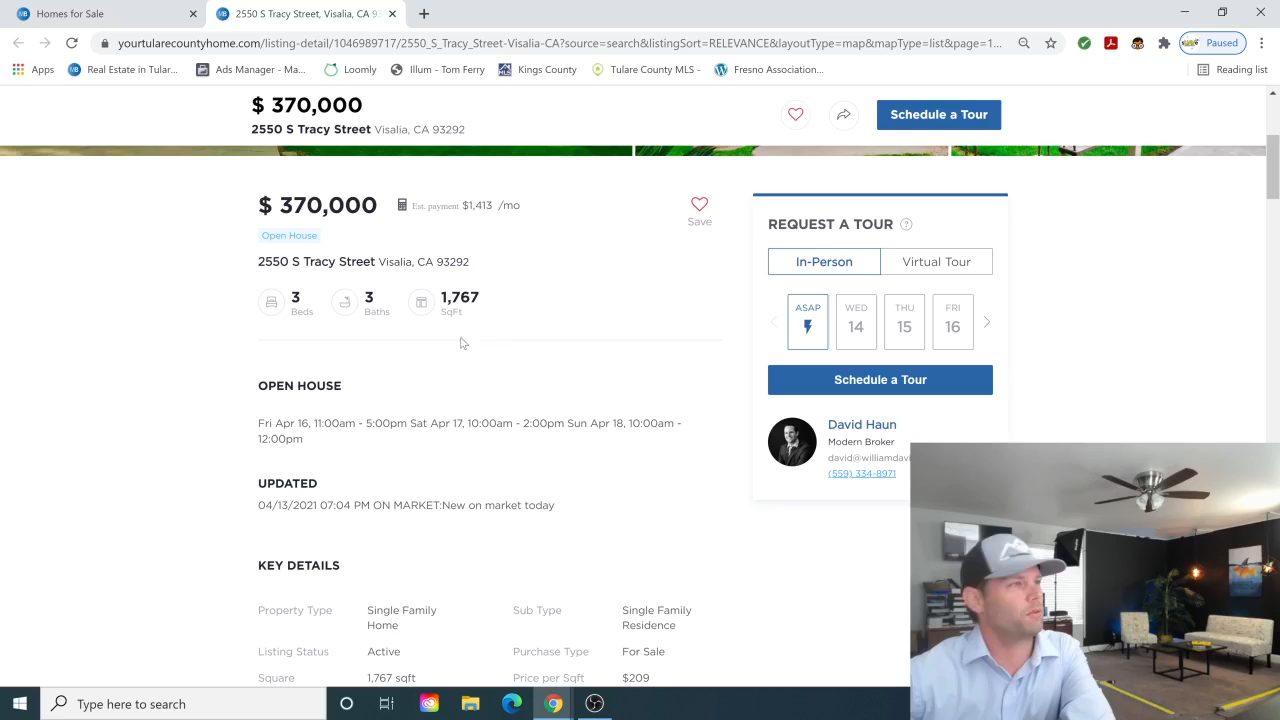 Homes for Sale
2550 S Tracy Street, Visalia, CA 93
yourtularecountyhome.com/listing-detail/1046989717/2550_S_Tracy_Street-Visalia-CA?source=search&listingSort=RELEVANCE&layoutType=map&mapType=list&page=1...
Paused
Apps
Real Estate in Tular...
Ads Manager - Ma...
Loomly
Illum - Tom Ferry
Kings County
Tulare County MLS -
Fresno Association...
Reading list
$ 370,000
2550 S Tracy Street Visalia, CA 93292
Schedule a Tour
$ 370,000 Est. payment $1,413 /mo
Save
Open House
2550 S Tracy Street Visalia, CA 93292
3 Beds
3 Baths
1,767 SqFt
OPEN HOUSE
Fri Apr 16, 11:00am - 5:00pm Sat Apr 17, 10:00am - 2:00pm Sun Apr 18, 10:00am -
12:00pm
UPDATED
04/13/2021 07:04 PM ON MARKET:New on market today
KEY DETAILS
Property Type Single Family Home
Sub Type Single Family Residence
Listing Status Active
Purchase Type For Sale
Square 1,767 sqft
Price per Sqft $209
REQUEST A TOUR ?
In-Person Virtual Tour
ASAP
WED 14
THU 15
FRI 16
Schedule a Tour
David Haun
Modern Broker
david@williamdavi
(559) 334-8971
Type here to search